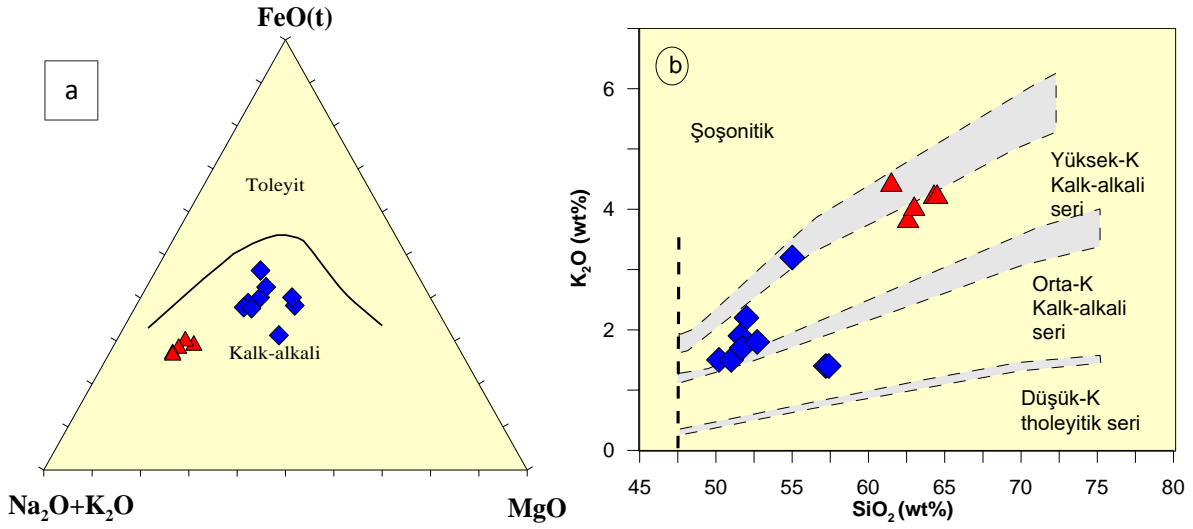 FeO(t)
a
Toleyit
Kalk-alkali
Na₂O+K₂O
MgO
b
K₂O (wt%)
6
4
2
0
Şoşonitik
Yüksek-K
Kalk-alkali
seri
Orta-K
Kalk-alkali
seri
Düşük-K
tholeyitik seri
45 50 55 60 65 70 75 80
SiO₂ (wt%)